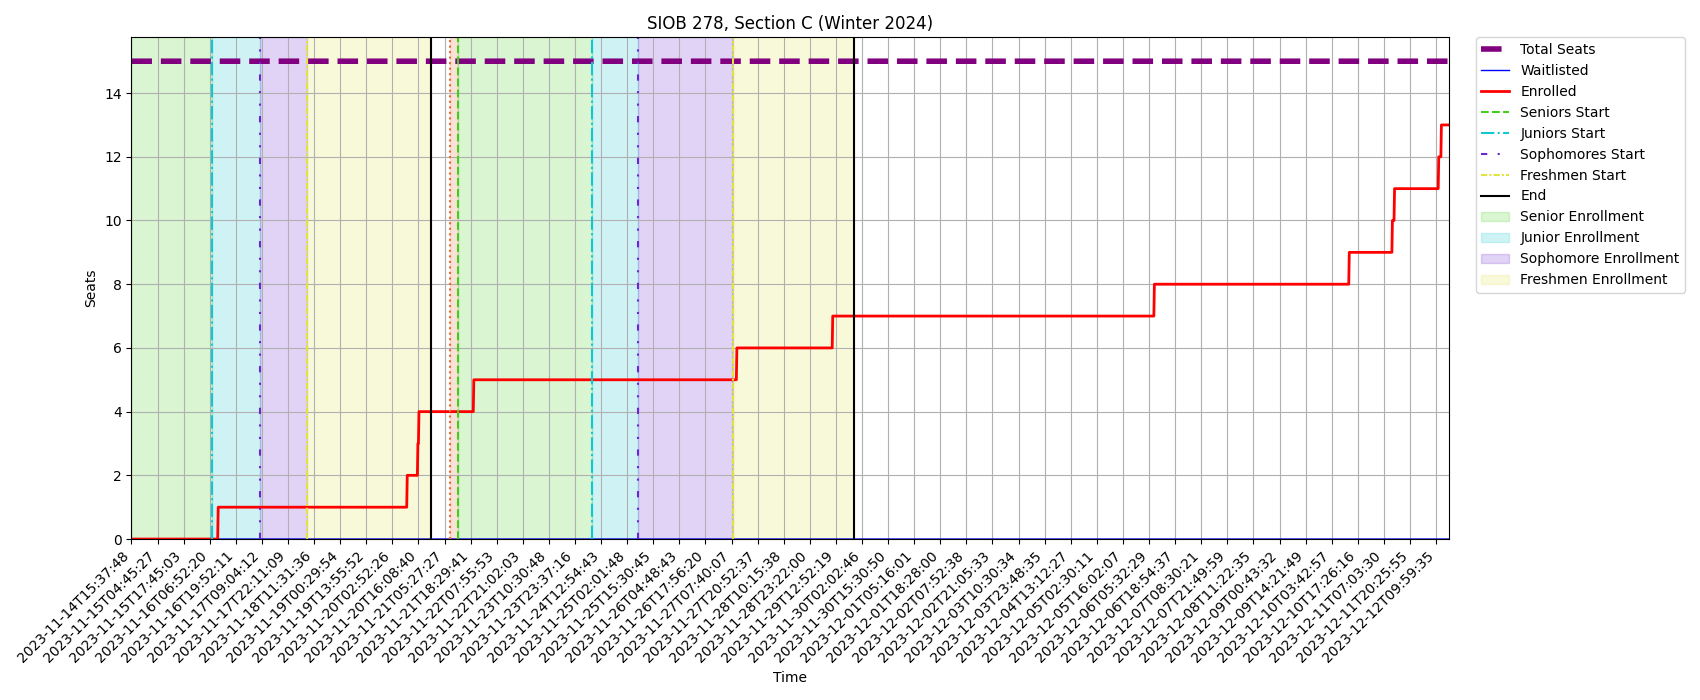 SIOB 278, Section C (Winter 2024)
Total Seats
Waitlisted
Enrolled
Seniors Start
Juniors Start
Sophomores Start
Freshmen Start
End
Senior Enrollment
Junior Enrollment
Sophomore Enrollment
Freshmen Enrollment
Seats
14
12
10
8
6
4
2
0
2023-11-14T15:37:48
2023-11-15T04:45:27
2023-11-15T17:45:03
2023-11-16T06:52:20
2023-11-16T19:52:11
2023-11-17T09:04:12
2023-11-17T22:11:09
2023-11-18T11:31:36
2023-11-19T00:29:54
2023-11-19T13:55:52
2023-11-20T02:52:26
2023-11-20T16:08:40
2023-11-21T05:27:27
2023-11-21T18:29:41
2023-11-22T07:55:53
2023-11-22T21:02:03
2023-11-23T10:30:48
2023-11-23T23:37:16
2023-11-24T12:54:43
2023-11-25T02:01:48
2023-11-25T15:30:45
2023-11-26T04:48:43
2023-11-26T17:56:20
2023-11-27T07:40:07
2023-11-27T20:52:37
2023-11-28T10:15:38
2023-11-28T23:22:00
2023-11-29T12:52:19
2023-11-30T02:02:46
2023-11-30T15:30:50
2023-12-01T05:16:01
2023-12-01T18:28:00
2023-12-02T07:52:38
2023-12-02T21:05:33
2023-12-03T10:30:34
2023-12-03T23:48:35
2023-12-04T13:12:27
2023-12-05T02:30:11
2023-12-05T16:02:07
2023-12-06T05:32:29
2023-12-06T18:54:37
2023-12-07T08:30:21
2023-12-07T21:49:59
2023-12-08T11:22:35
2023-12-09T00:43:32
2023-12-09T14:21:49
2023-12-10T03:42:57
2023-12-10T17:26:16
2023-12-11T07:03:30
2023-12-11T20:25:55
2023-12-12T09:59:35
Time